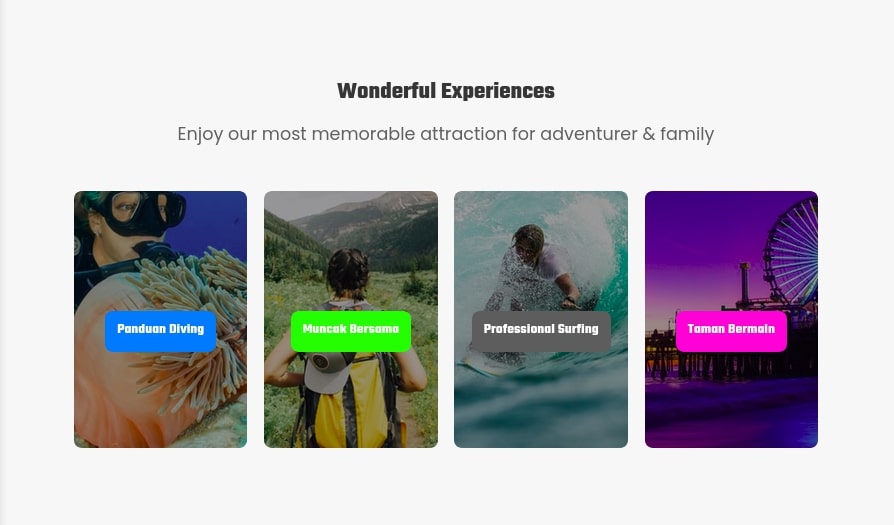 Wonderful Experiences
Enjoy our most memorable attraction for adventurer & family
Panduan Diving
Muncak Bersama
Professional Surfing
Taman Bermain